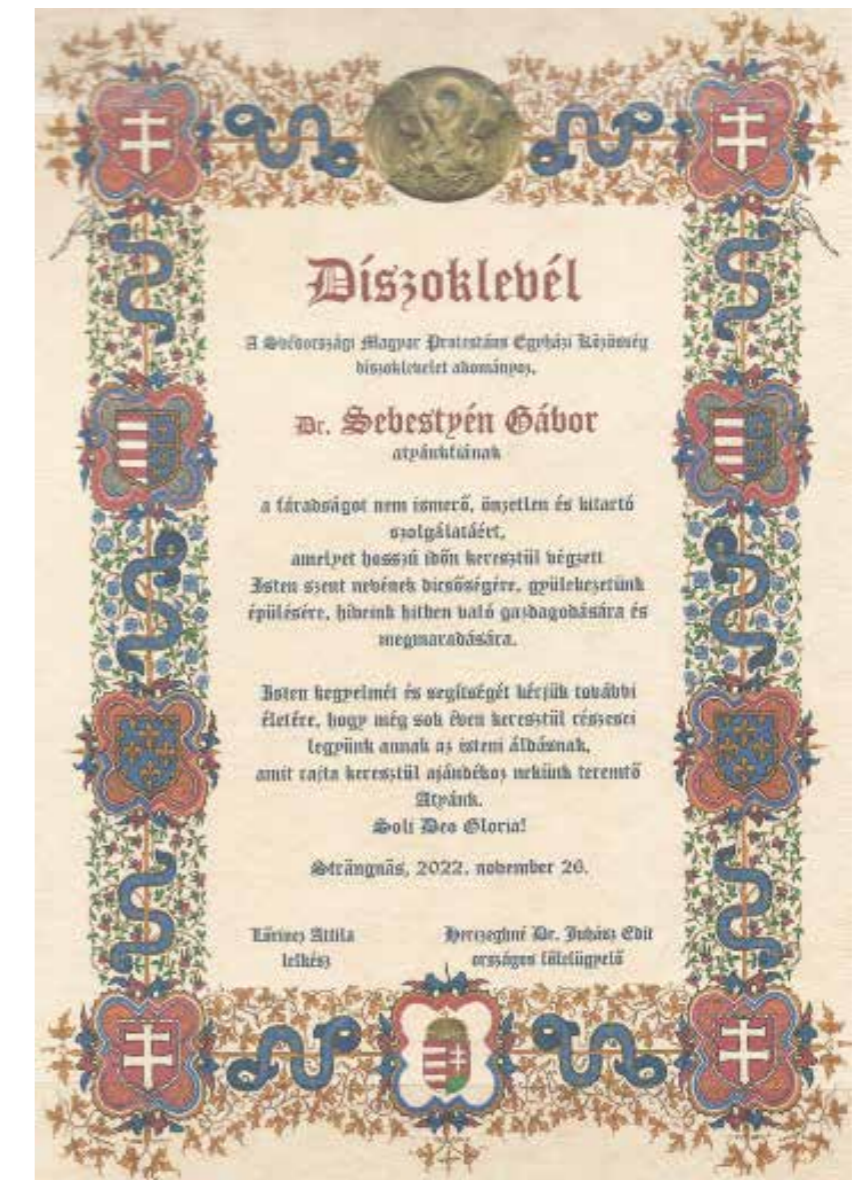 Díszoklevél
A Svédországi Magyar Protestáns Egyházi Közösség
díszoklevelet adományoz,
Dr. Sebestyén Gábor
atyánkfiának
a fáradságot nem ismerő, önzetlen és kitartó
szolgálatáért,
amelyet hosszú időn keresztül végzett
Isten szent nevének dicsőségére, gyülekezetünk
épülésére, híveink hitben való gazdagodására és
megmaradására.
Isten kegyelmét és segítségét kérjük további
életére, hogy még sok éven keresztül részesei
legyünk annak az isteni áldásnak,
amit rajta keresztül ajándékoz nekünk teremtő
Atyánk.
Soli Deo Gloria!
Strängnäs, 2022. november 26.
Lőrincz Attila Herczeghné Dr. Juhász Edit
lelkész országos főfelügyelő